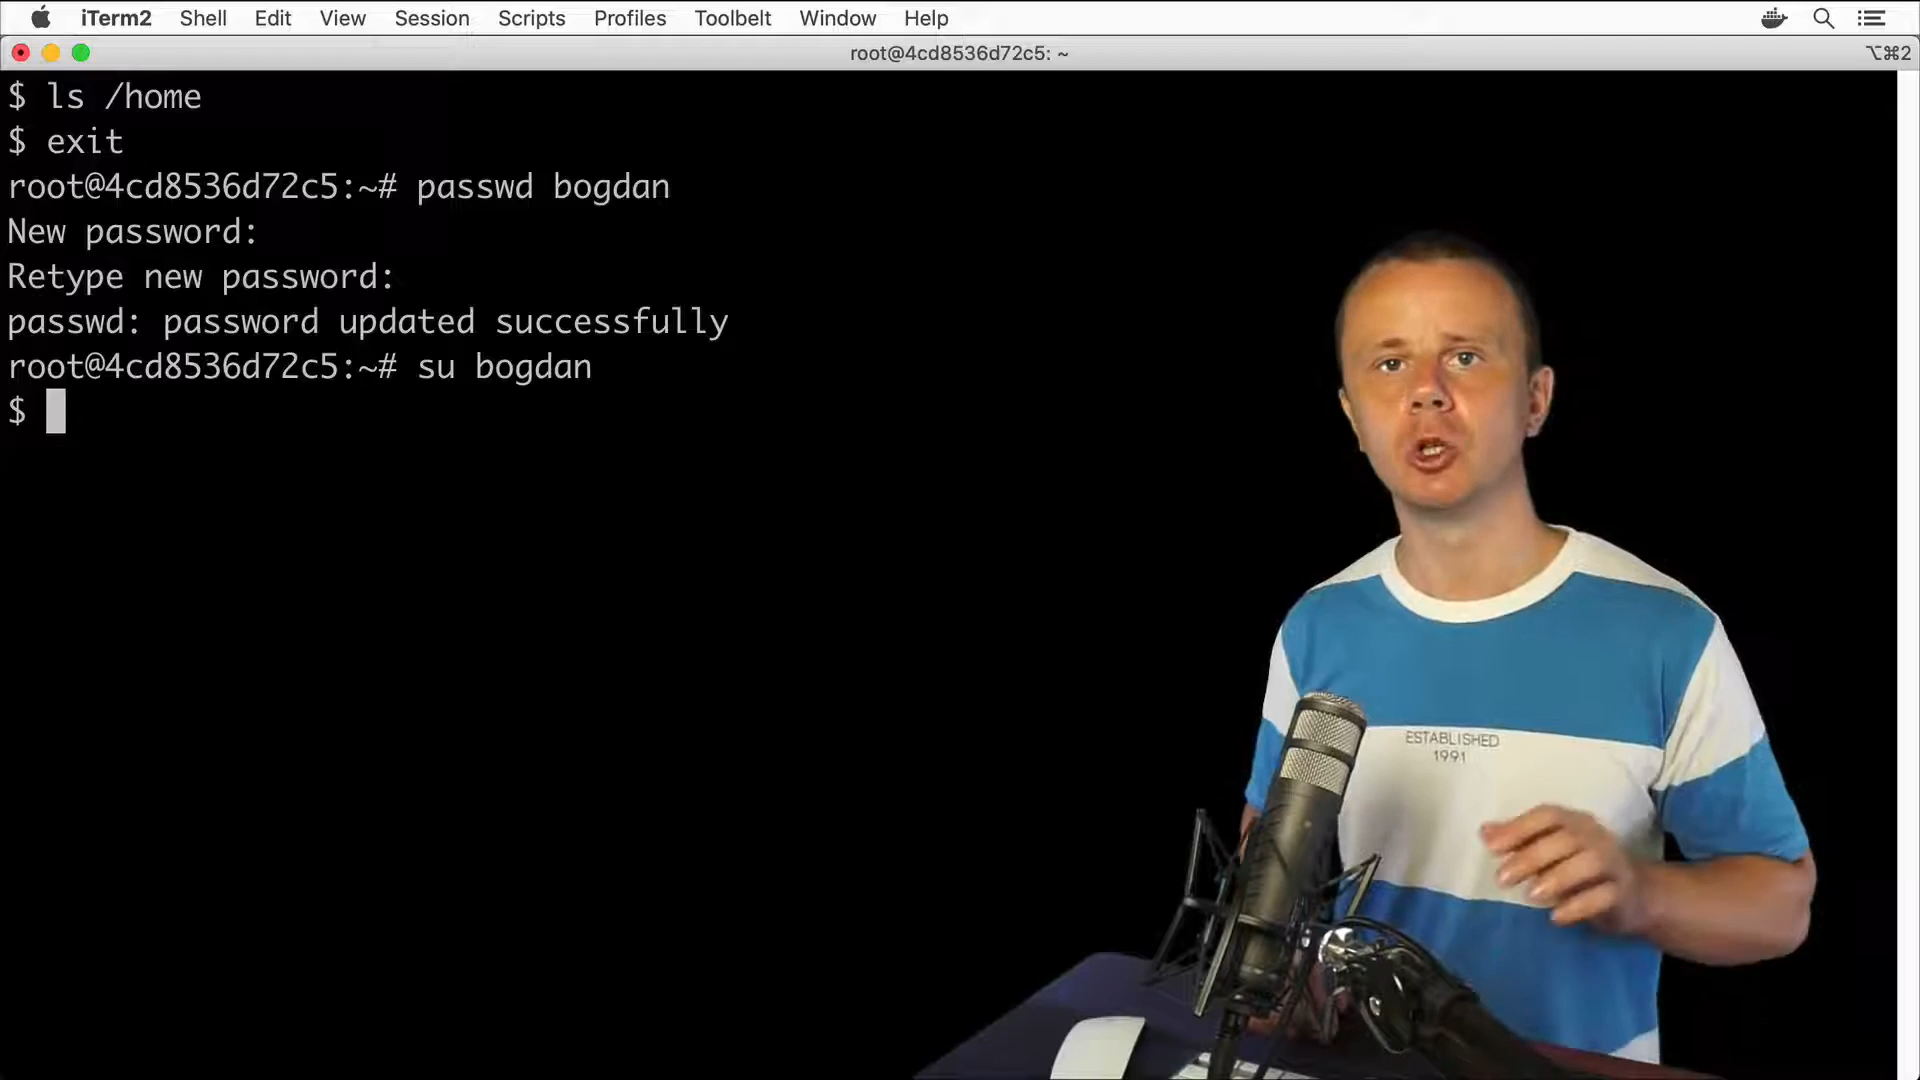 iTerm2 Shell Edit View Session Scripts Profiles Toolbelt Window Help
root@4cd8536d72c5: ~ ⌥⌘2
$ ls /home
$ exit
root@4cd8536d72c5:~# passwd bogdan
New password:
Retype new password:
passwd: password updated successfully
root@4cd8536d72c5:~# su bogdan
$
ESTABLISHED
1991